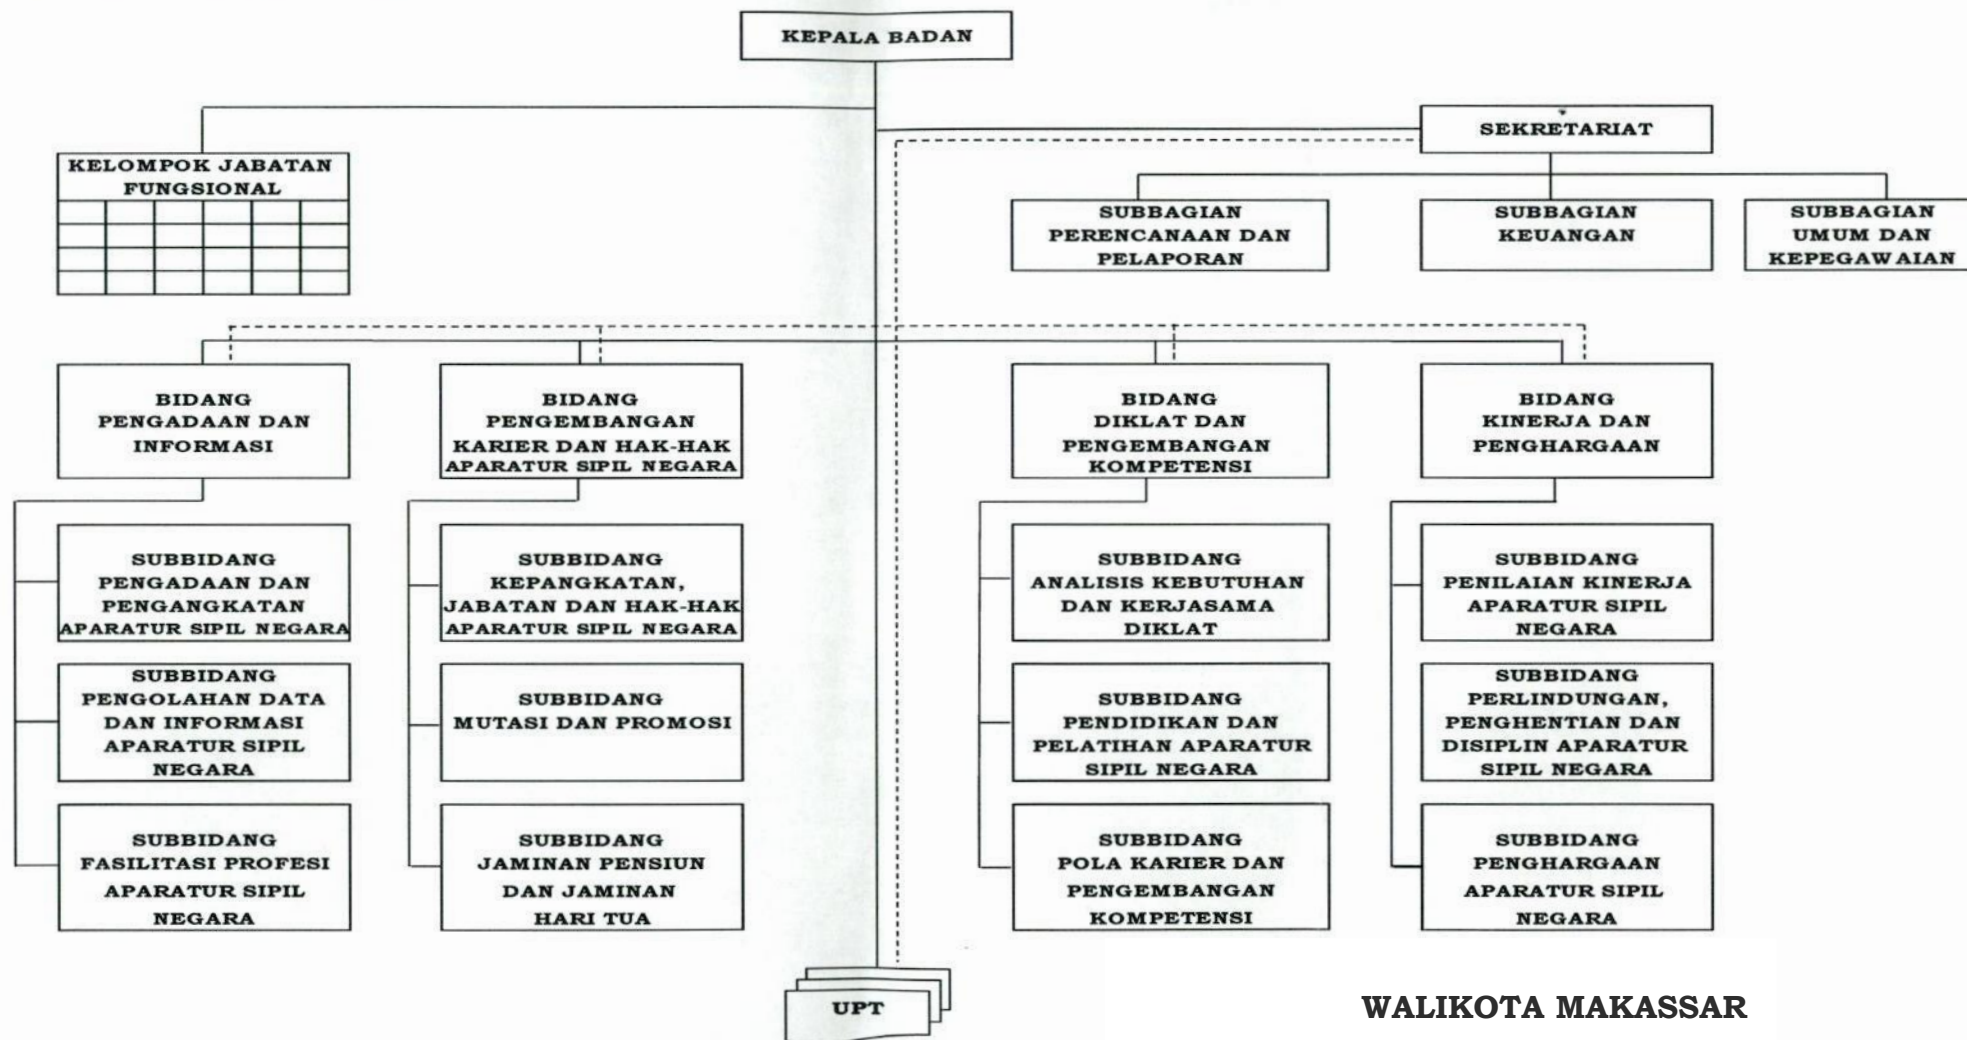 KEPALA BADAN
SEKRETARIAT
KELOMPOK JABATAN
FUNGSIONAL
SUBBAGIAN
PERENCANAAN DAN
PELAPORAN
SUBBAGIAN
KEUANGAN
SUBBAGIAN
UMUM DAN
KEPEGAWAIAN
BIDANG
PENGADAAN DAN
INFORMASI
BIDANG
PENGEMBANGAN
KARIER DAN HAK-HAK
APARATUR SIPIL NEGARA
BIDANG
DIKLAT DAN
PENGEMBANGAN
KOMPETENSI
BIDANG
KINERJA DAN
PENGHARGAAN
SUBBIDANG
PENGADAAN DAN
PENGANGKATAN
APARATUR SIPIL NEGARA
SUBBIDANG
KEPANGKATAN,
JABATAN DAN HAK-HAK
APARATUR SIPIL NEGARA
SUBBIDANG
ANALISIS KEBUTUHAN
DAN KERJASAMA
DIKLAT
SUBBIDANG
PENILAIAN KINERJA
APARATUR SIPIL
NEGARA
SUBBIDANG
PENGOLAHAN DATA
DAN INFORMASI
APARATUR SIPIL
NEGARA
SUBBIDANG
MUTASI DAN PROMOSI
SUBBIDANG
PENDIDIKAN DAN
PELATIHAN APARATUR
SIPIL NEGARA
SUBBIDANG
PERLINDUNGAN,
PENGHENTIAN DAN
DISIPLIN APARATUR
SIPIL NEGARA
SUBBIDANG
FASILITASI PROFESI
APARATUR SIPIL
NEGARA
SUBBIDANG
JAMINAN PENSIUN
DAN JAMINAN
HARI TUA
SUBBIDANG
POLA KARIER DAN
PENGEMBANGAN
KOMPETENSI
SUBBIDANG
PENGHARGAAN
APARATUR SIPIL
NEGARA
UPT
WALIKOTA MAKASSAR